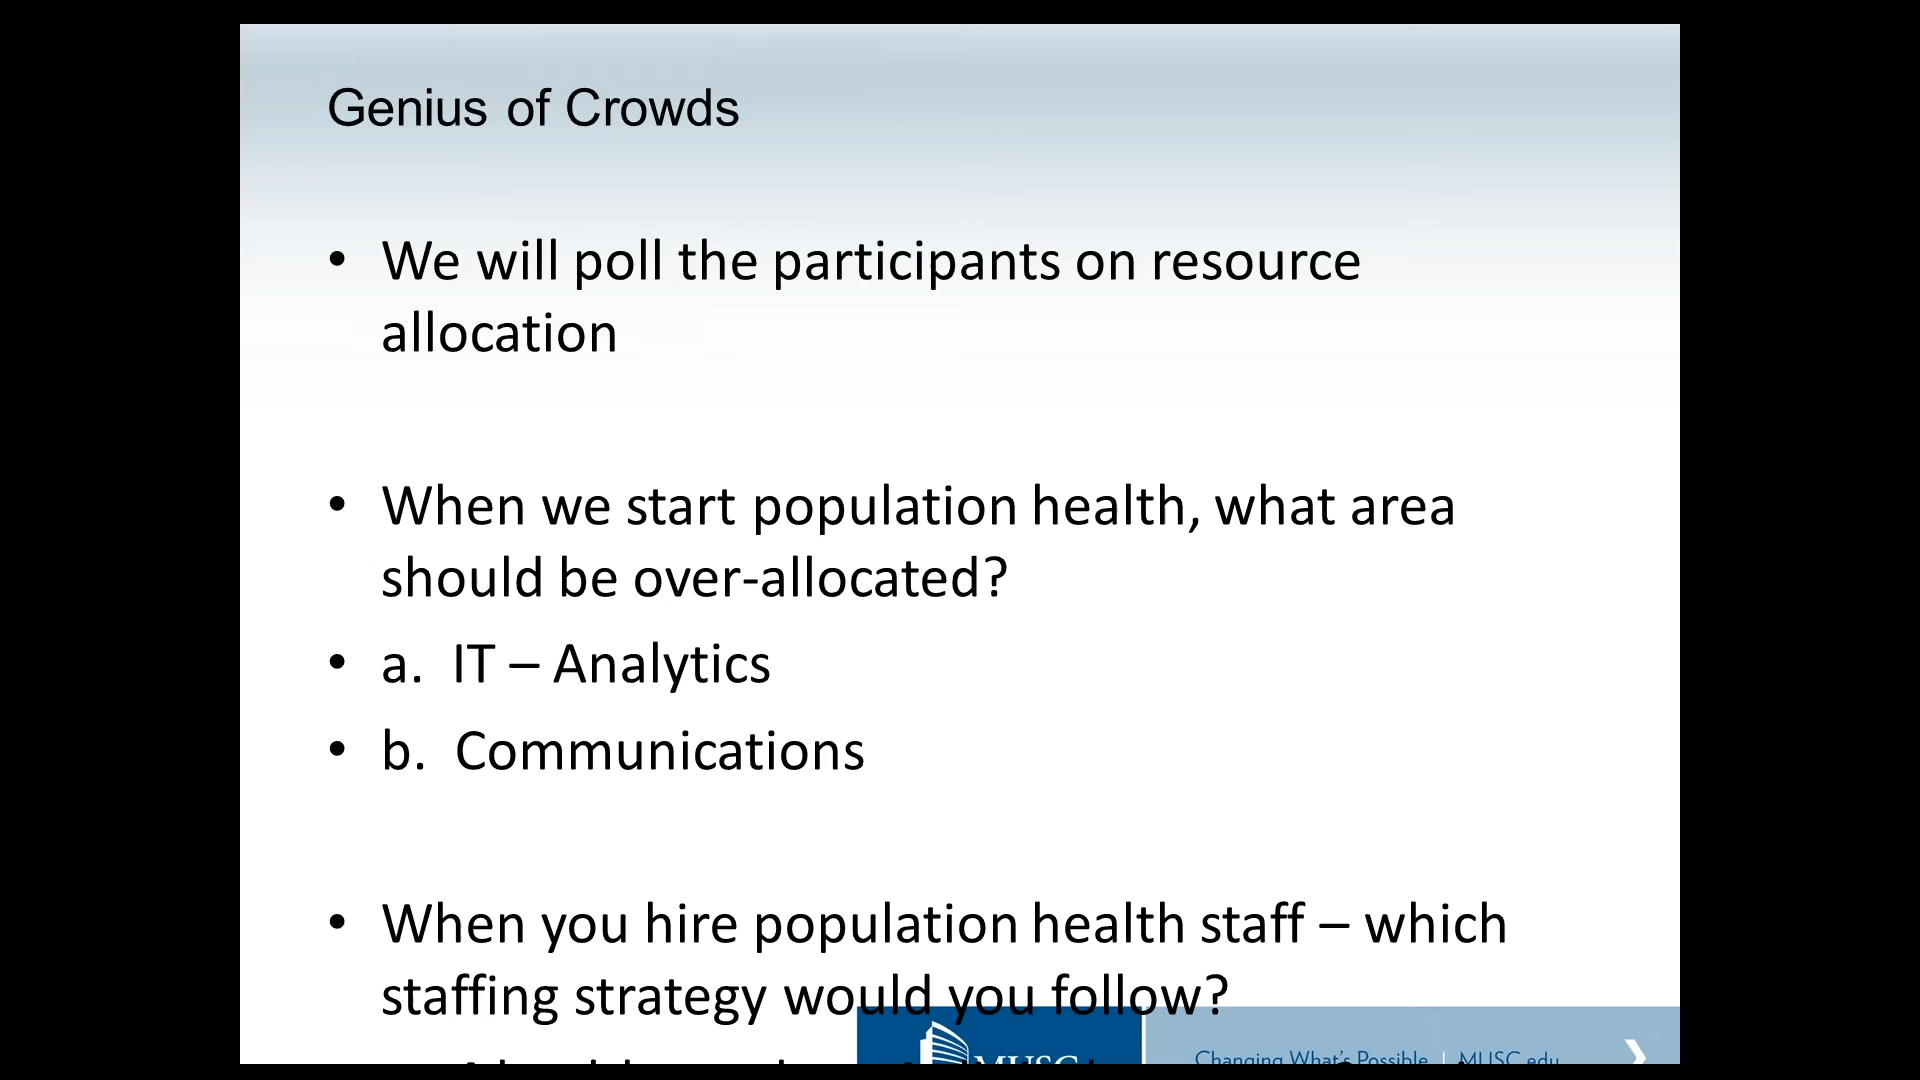 Genius of Crowds
• We will poll the participants on resource
allocation
• When we start population health, what area
should be over-allocated?
• a. IT – Analytics
• b. Communications
• When you hire population health staff – which
staffing strategy would you follow?
MUSC
Changing What's Possible | MUSC.edu